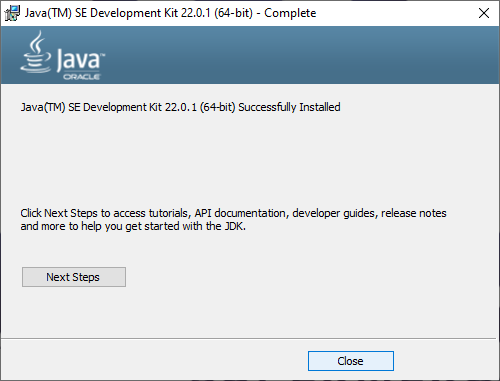 Java(TM) SE Development Kit 22.0.1 (64-bit) - Complete
Java™
ORACLE
Java(TM) SE Development Kit 22.0.1 (64-bit) Successfully Installed
Click Next Steps to access tutorials, API documentation, developer guides, release notes
and more to help you get started with the JDK.
Next Steps
Close